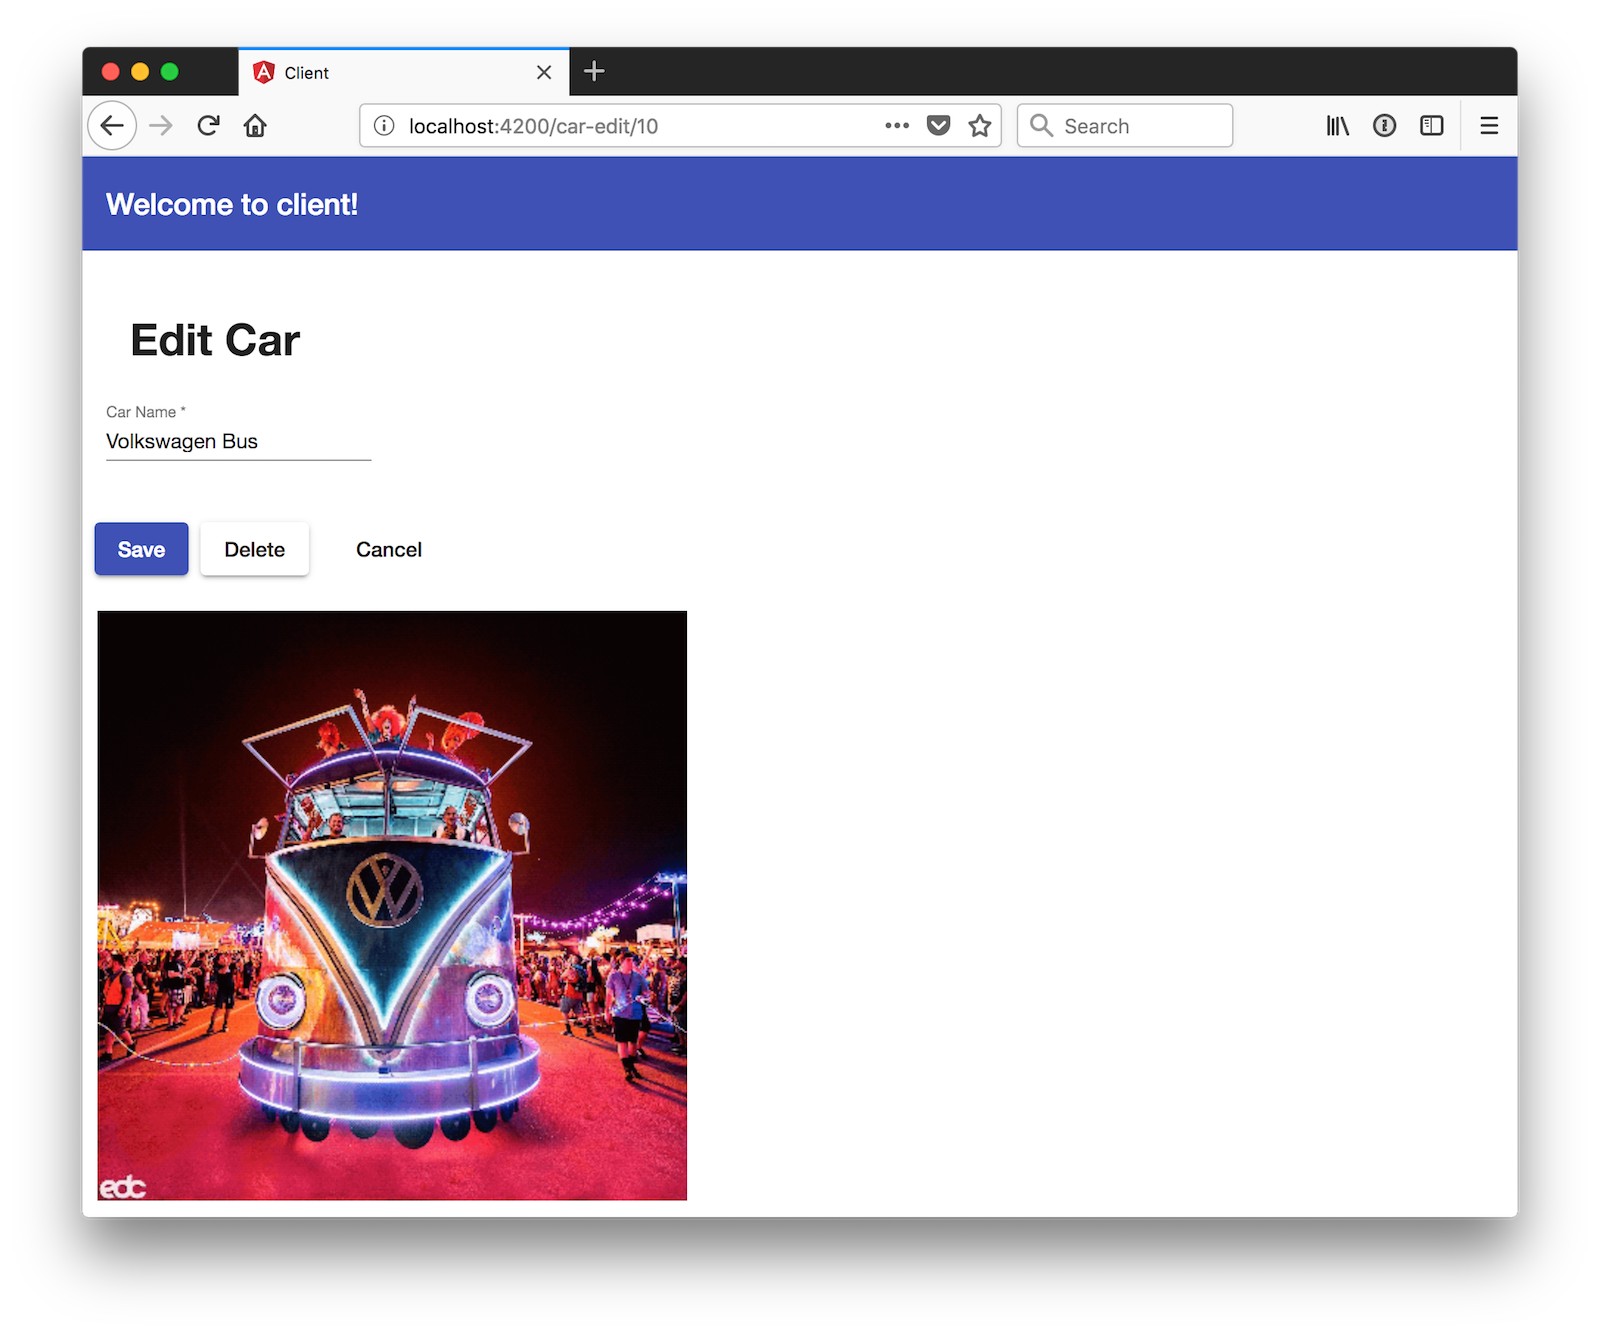 Client
localhost:4200/car-edit/10
Search
Welcome to client!
Edit Car
Car Name *
Volkswagen Bus
Save
Delete
Cancel
edc